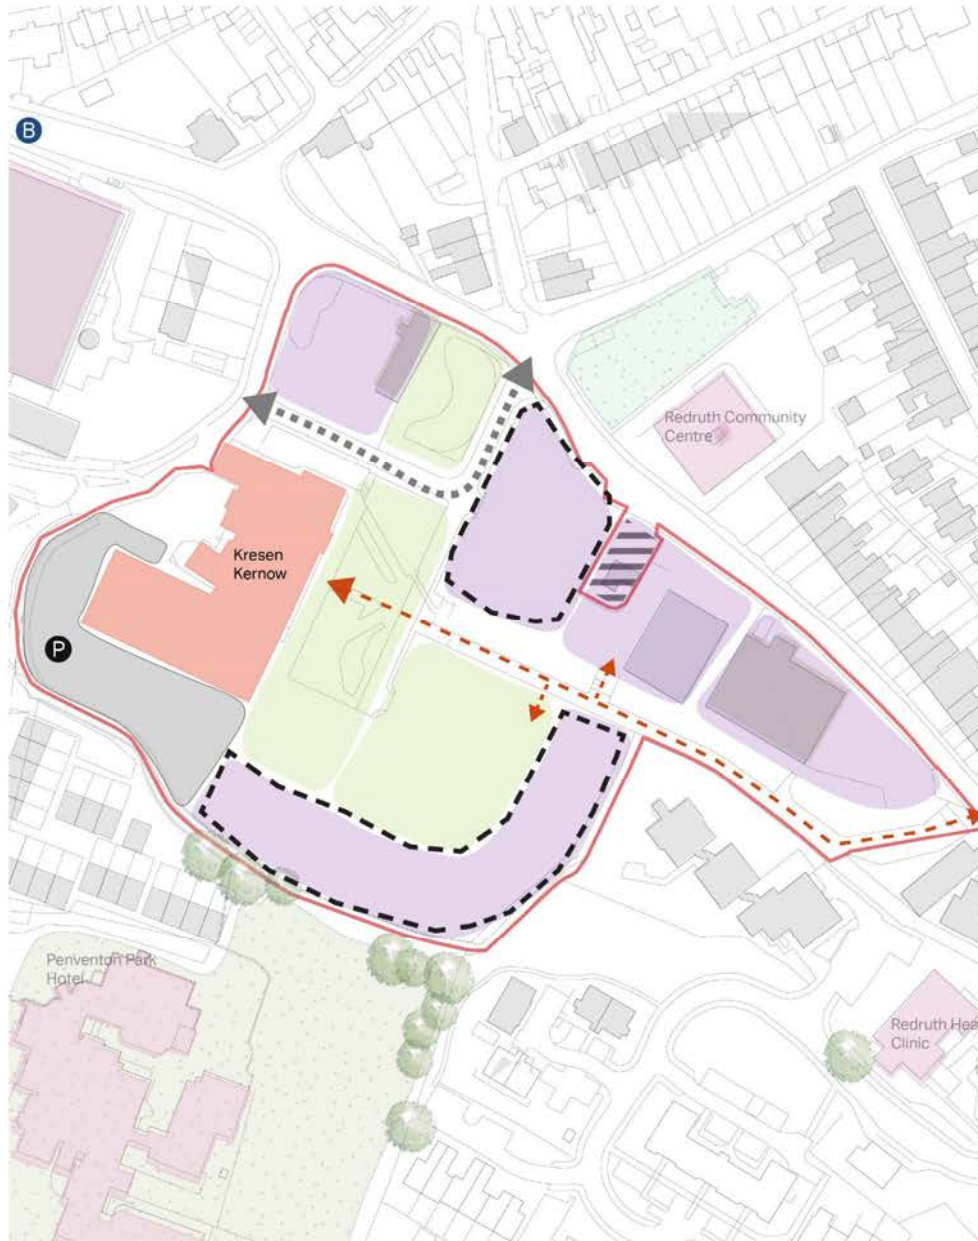 B
Redruth Community
Centre
Kresen
Kernow
P
Penventon Park
Hotel
Redruth Hea
Clinic